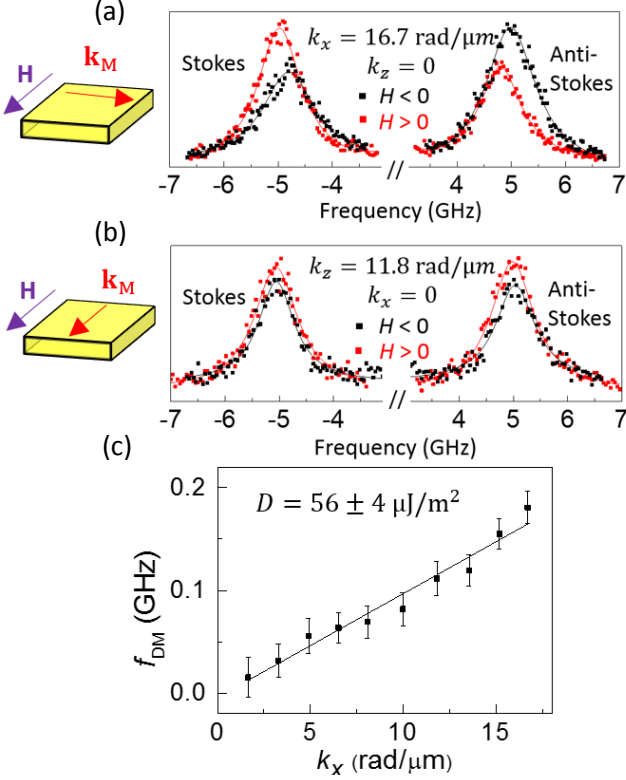 (a)
H
k_M
Stokes
k_x = 16.7 rad/μm
k_z = 0
H < 0
H > 0
Anti-
Stokes
-7 -6 -5 -4 // 4 5 6 7
Frequency (GHz)
(b)
H
k_M
Stokes
k_z = 11.8 rad/μm
k_x = 0
H < 0
H > 0
Anti-
Stokes
-7 -6 -5 -4 // 4 5 6 7
Frequency (GHz)
(c)
D = 56 ± 4 μJ/m²
f_DM (GHz)
0.2
0.1
0.0
0 5 10 15
k_x (rad/μm)